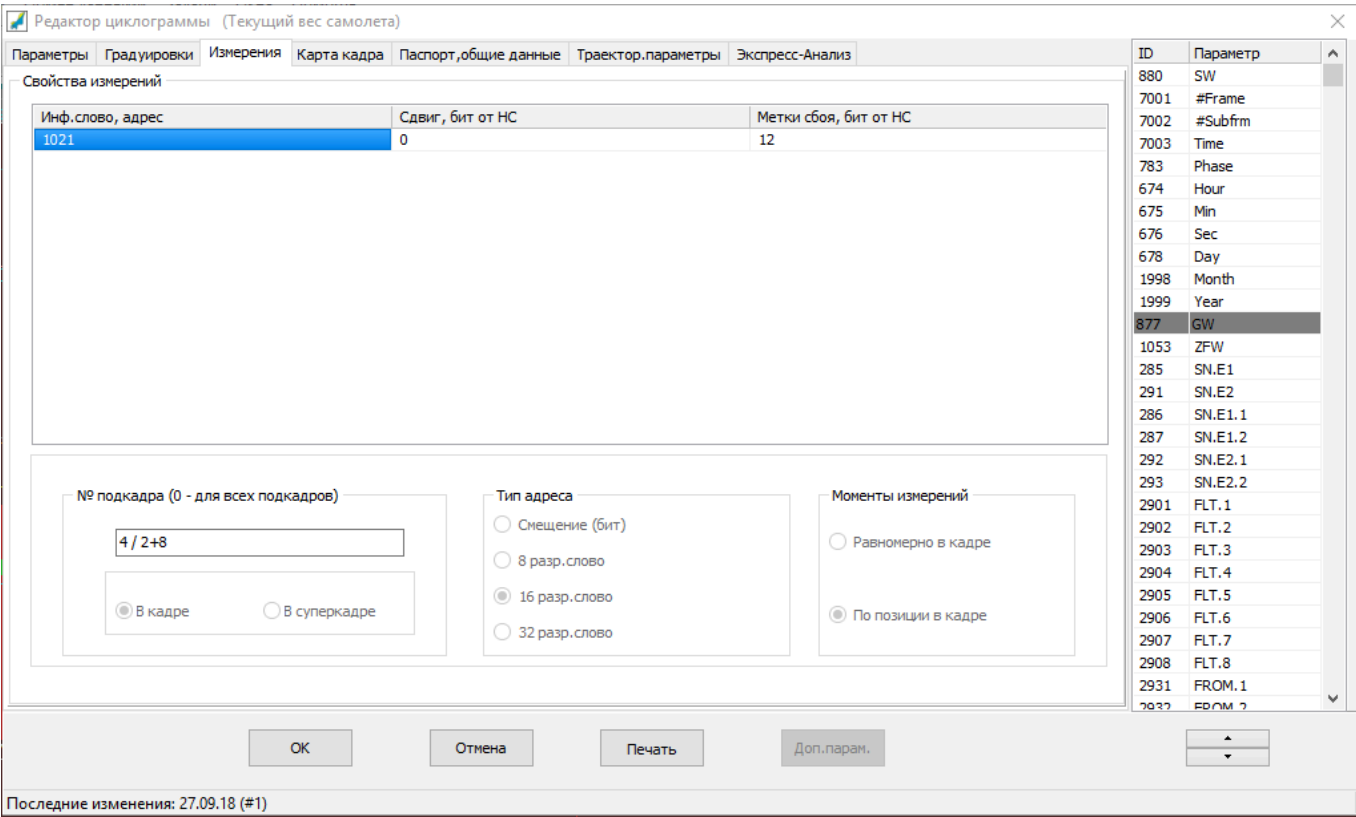 Редактор циклограммы (Текущий вес самолета)
Параметры Градуировки Измерения Карта кадра Паспорт,общие данные Траектор.параметры Экспресс-Анализ
Свойства измерений
Инф.слово, адрес Сдвиг, бит от НС Метки сбоя, бит от НС
1021 0 12
№ подкадра (0 - для всех подкадров)
4 / 2+8
В кадре В суперкадре
Тип адреса
Смещение (бит)
8 разр.слово
16 разр.слово
32 разр.слово
Моменты измерений
Равномерно в кадре
По позиции в кадре
ID Параметр
880 SW
7001 #Frame
7002 #Subfrm
7003 Time
783 Phase
674 Hour
675 Min
676 Sec
678 Day
1998 Month
1999 Year
877 GW
1053 ZFW
285 SN.E1
291 SN.E2
286 SN.E1.1
287 SN.E1.2
292 SN.E2.1
293 SN.E2.2
2901 FLT.1
2902 FLT.2
2903 FLT.3
2904 FLT.4
2905 FLT.5
2906 FLT.6
2907 FLT.7
2908 FLT.8
2931 FROM.1
2932 FROM.2
OK Отмена Печать Доп.парам.
Последние изменения: 27.09.18 (#1)